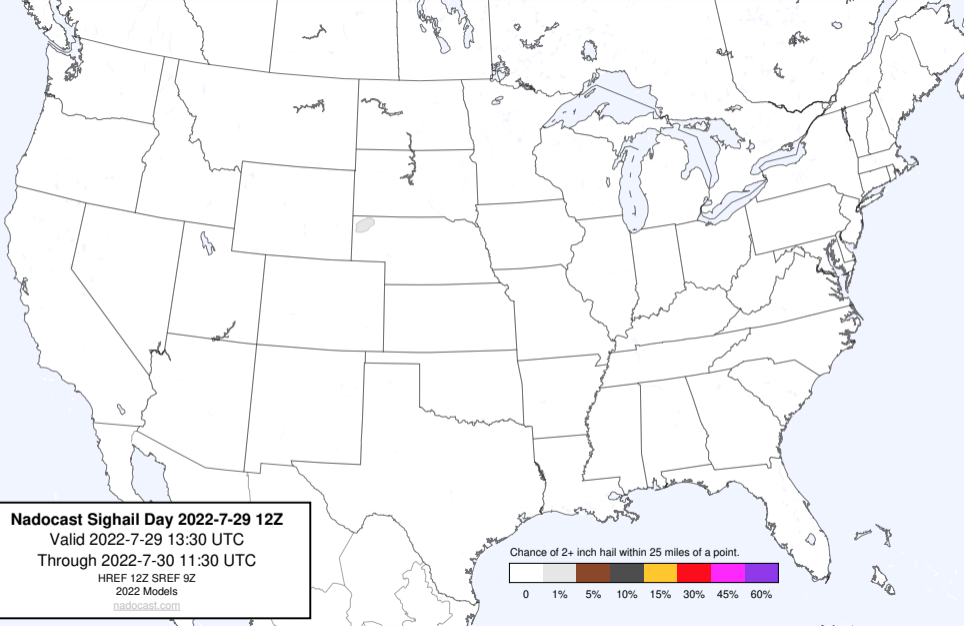 Nadocast Sighail Day 2022-7-29 12Z
Valid 2022-7-29 13:30 UTC
Through 2022-7-30 11:30 UTC
HREF 12Z SREF 9Z
2022 Models
nadocast.com
Chance of 2+ inch hail within 25 miles of a point.
0 1% 5% 10% 15% 30% 45% 60%